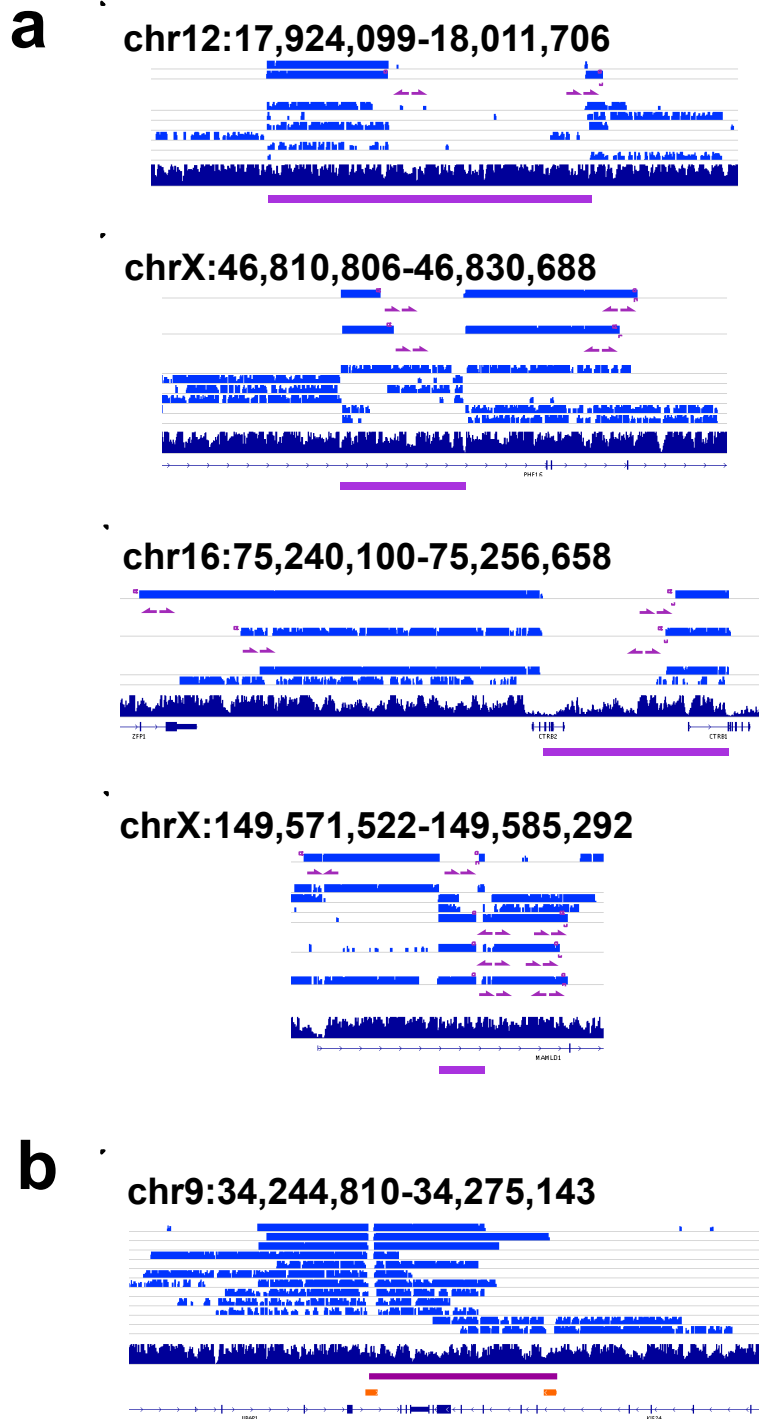 a
chr12:17,924,099-18,011,706
chrX:46,810,806-46,830,688
PHF16
chr16:75,240,100-75,256,658
ZFP1 CTRB2 CTRB1
chrX:149,571,522-149,585,292
MAMLD1
b
chr9:34,244,810-34,275,143